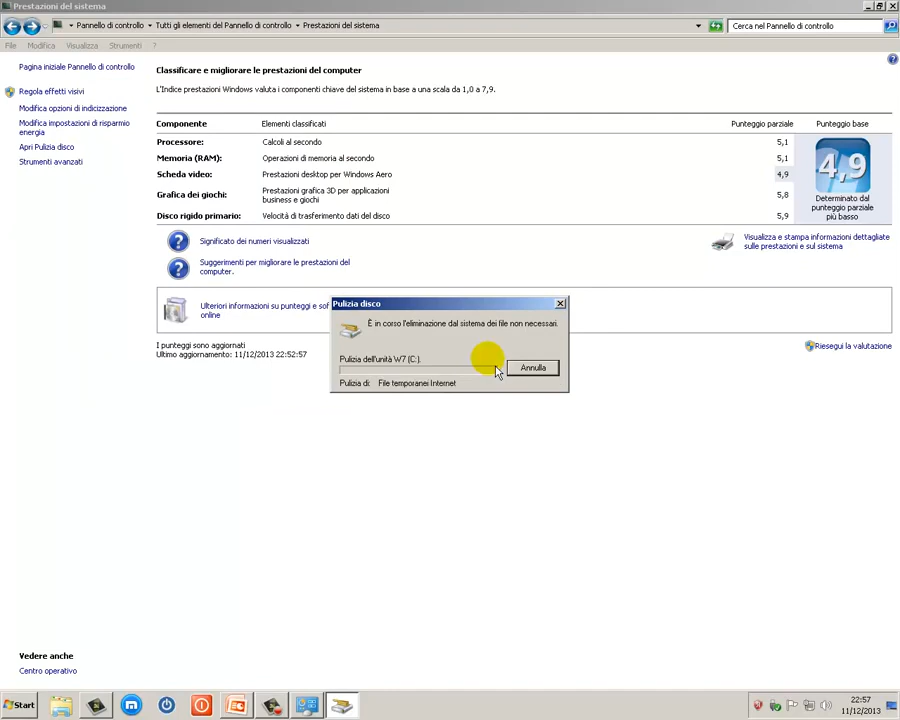 Prestazioni del sistema
Pannello di controllo
Tutti gli elementi del Pannello di controllo
Prestazioni del sistema
Cerca nel Pannello di controllo
File
Modifica
Visualizza
Strumenti
?
Pagina iniziale Pannello di controllo
Regola effetti visivi
Modifica opzioni di indicizzazione
Modifica impostazioni di risparmio
energia
Apri Pulizia disco
Strumenti avanzati
Classificare e migliorare le prestazioni del computer
L'Indice prestazioni Windows valuta i componenti chiave del sistema in base a una scala da 1,0 a 7,9.
Componente Elementi classificati Punteggio parziale Punteggio base
Processore: Calcoli al secondo 5,1
Memoria (RAM): Operazioni di memoria al secondo 5,1
Scheda video: Prestazioni desktop per Windows Aero 4,9
Grafica dei giochi: Prestazioni grafica 3D per applicazioni
business e giochi 5,8
Disco rigido primario: Velocità di trasferimento dati del disco 5,9
4,9
Determinato dal
punteggio parziale
più basso
Significato dei numeri visualizzati
Suggerimenti per migliorare le prestazioni del
computer.
Visualizza e stampa informazioni dettagliate
sulle prestazioni e sul sistema
Ulteriori informazioni su punteggi e sof
online
I punteggi sono aggiornati
Ultimo aggiornamento: 11/12/2013 22:52:57
Riesegui la valutazione
Pulizia disco
È in corso l'eliminazione dal sistema dei file non necessari.
Pulizia dell'unità W7 (C:).
Annulla
Pulizia di: File temporanei Internet
Vedere anche
Centro operativo
Start
22:57
11/12/2013